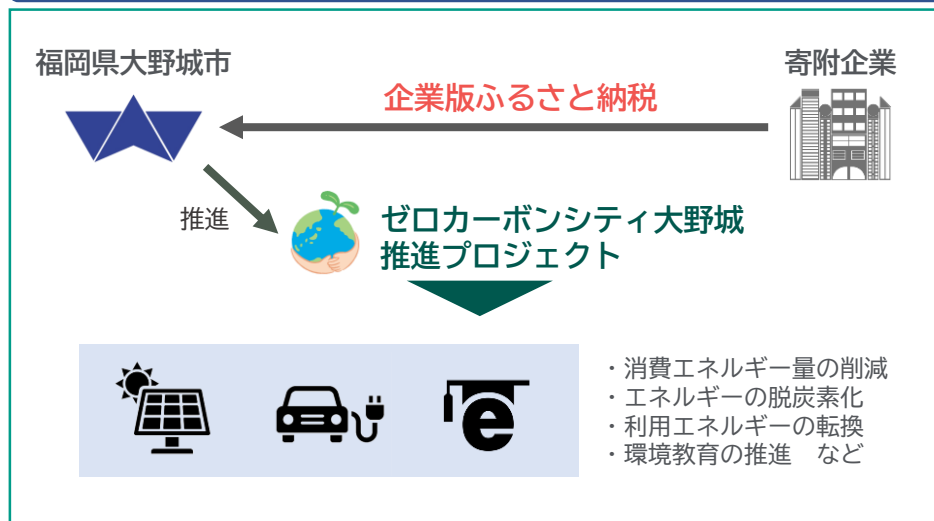 福岡県大野城市
寄附企業
企業版ふるさと納税
推進
ゼロカーボンシティ大野城
推進プロジェクト
・消費エネルギー量の削減
・エネルギーの脱炭素化
・利用エネルギーの転換
・環境教育の推進　など
e